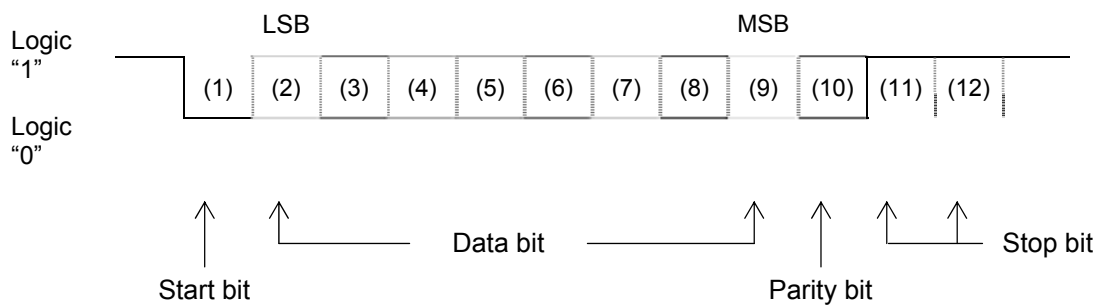 LSB MSB
Logic
“1”
(1) (2) (3) (4) (5) (6) (7) (8) (9) (10) (11) (12)
Logic
“0”
Data bit Stop bit
Start bit Parity bit